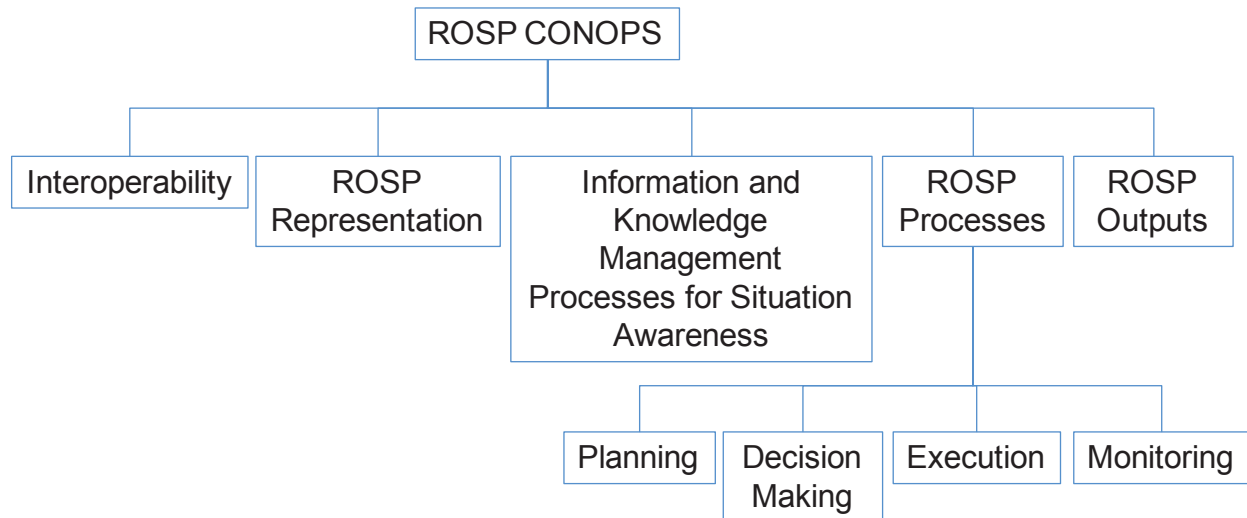 ROSP CONOPS
Interoperability
ROSP
Representation
Information and
Knowledge
Management
Processes for Situation
Awareness
ROSP
Processes
ROSP
Outputs
Planning
Decision
Making
Execution
Monitoring